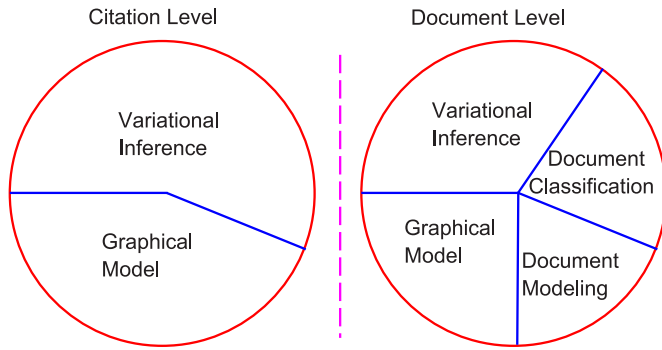 Citation Level
Variational
Inference
Graphical
Model
Document Level
Variational
Inference
Document
Classification
Graphical
Model
Document
Modeling